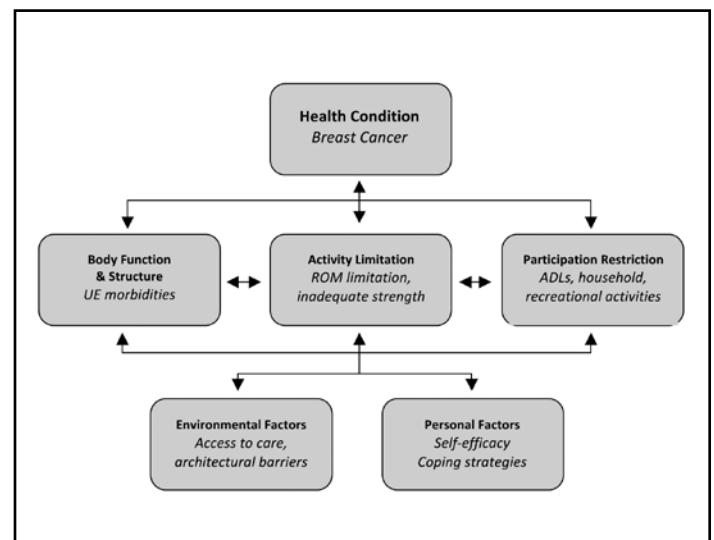 Health Condition
Breast Cancer
Body Function
& Structure
UE morbidities
Activity Limitation
ROM limitation,
inadequate strength
Participation Restriction
ADLs, household,
recreational activities
Environmental Factors
Access to care,
architectural barriers
Personal Factors
Self-efficacy
Coping strategies